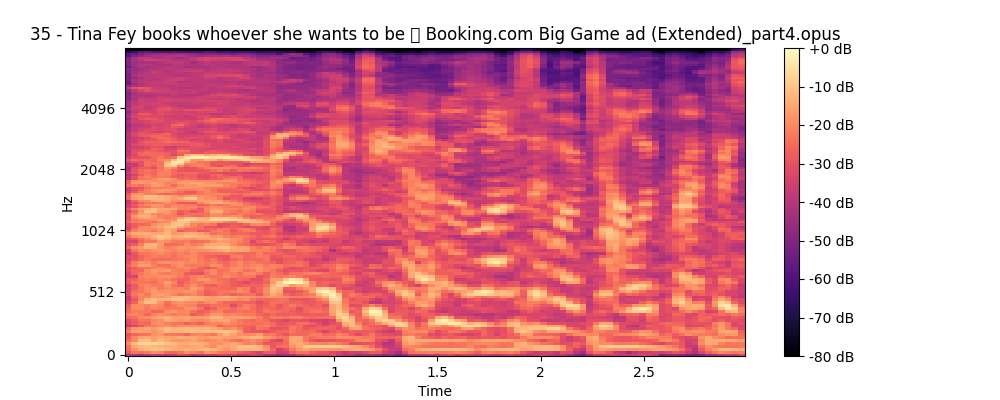 35 - Tina Fey books whoever she wants to be ▯ Booking.com Big Game ad (Extended)_part4.opus
Hz
4096
2048
1024
512
0
0
0.5
1
1.5
2
2.5
Time
+0 dB
-10 dB
-20 dB
-30 dB
-40 dB
-50 dB
-60 dB
-70 dB
-80 dB